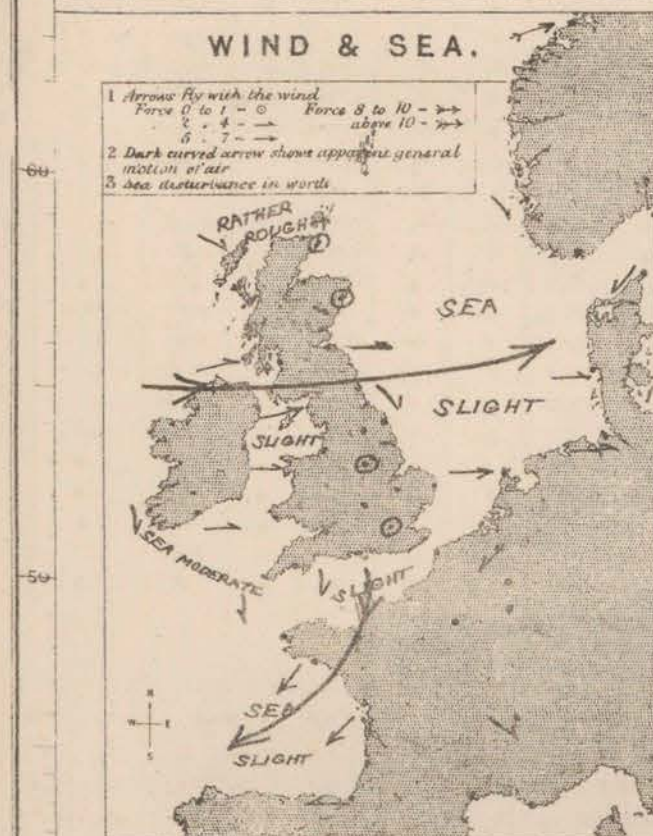 WIND & SEA.
1 Arrows fly with the wind
Force 0 to 1 - ⊙ Force 8 to 10 - ↠
" 2 " 4 - → above 10 - ↠
" 5 " 7 - →
2 Dark curved arrow shows apparent general
motion of air
3 Sea disturbance in words
60
RATHER
ROUGH
SEA
SLIGHT
SLIGHT
SEA MODERATE
50
SLIGHT
N
W E
S
SEA
SLIGHT